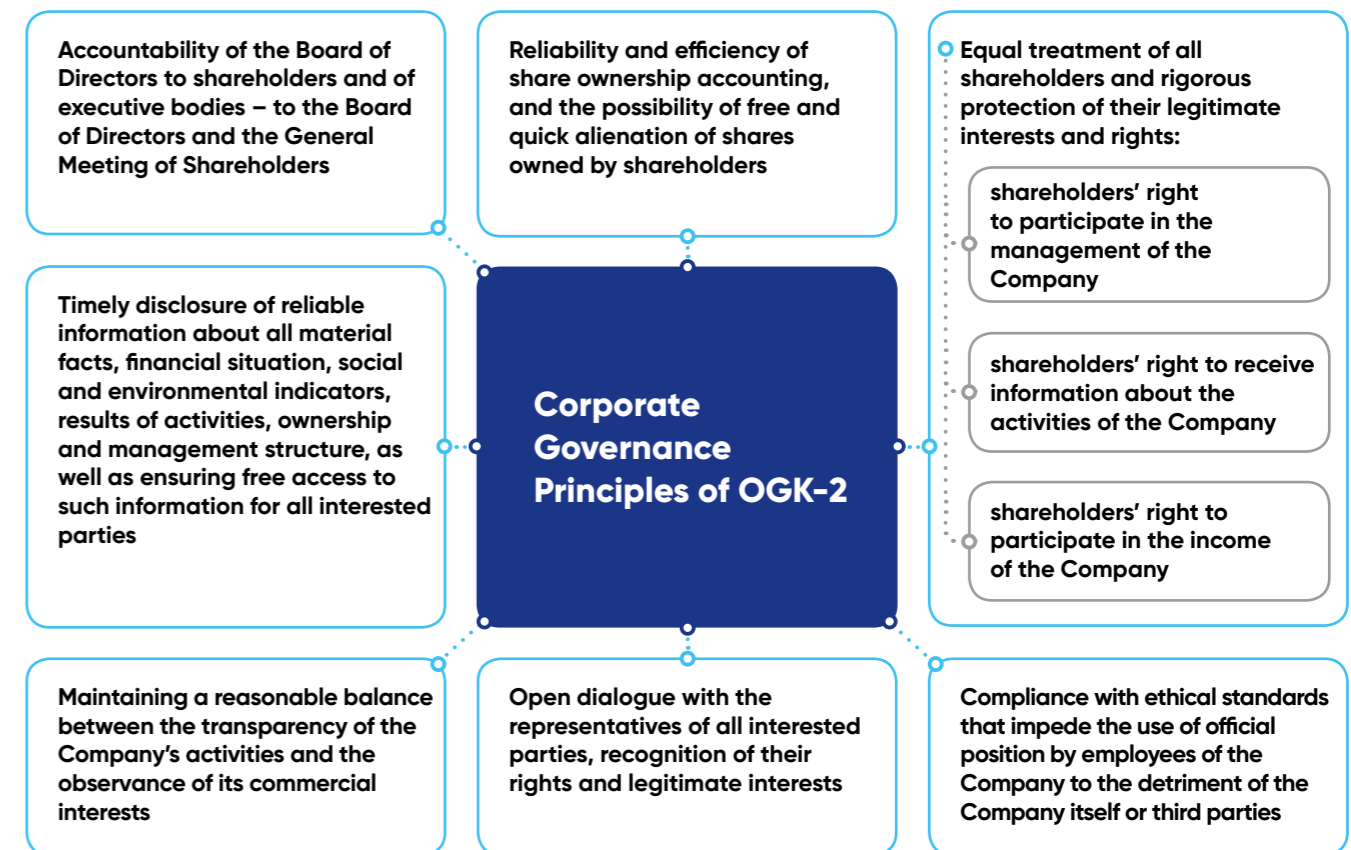 Accountability of the Board of
Directors to shareholders and of
executive bodies – to the Board
of Directors and the General
Meeting of Shareholders
Reliability and efficiency of
share ownership accounting,
and the possibility of free and
quick alienation of shares
owned by shareholders
Equal treatment of all
shareholders and rigorous
protection of their legitimate
interests and rights:
shareholders’ right
to participate in the
management of the
Company
shareholders’ right to receive
information about the
activities of the Company
shareholders’ right to
participate in the income
of the Company
Timely disclosure of reliable
information about all material
facts, financial situation, social
and environmental indicators,
results of activities, ownership
and management structure, as
well as ensuring free access to
such information for all interested
parties
Corporate
Governance
Principles of OGK-2
Maintaining a reasonable balance
between the transparency of the
Company’s activities and the
observance of its commercial
interests
Open dialogue with the
representatives of all interested
parties, recognition of their
rights and legitimate interests
Compliance with ethical standards
that impede the use of official
position by employees of the
Company to the detriment of the
Company itself or third parties